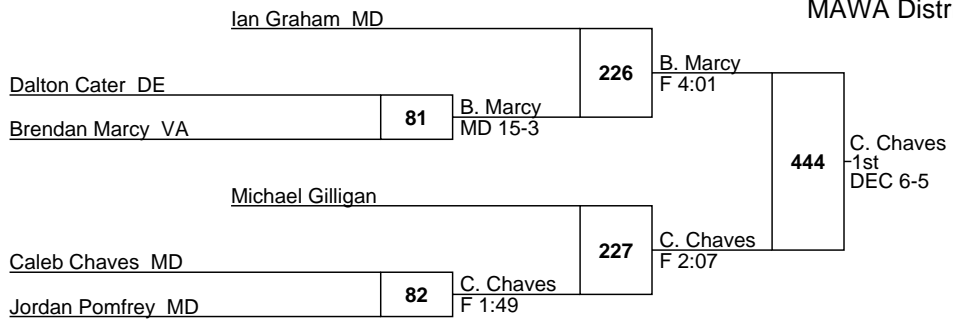 MAWA Distr
Ian Graham  MD
226
B. Marcy
F 4:01
Dalton Cater  DE
81
B. Marcy
MD 15-3
Brendan Marcy  VA
444
C. Chaves
1st
DEC 6-5
Michael Gilligan
227
C. Chaves
F 2:07
Caleb Chaves  MD
82
C. Chaves
F 1:49
Jordan Pomfrey  MD